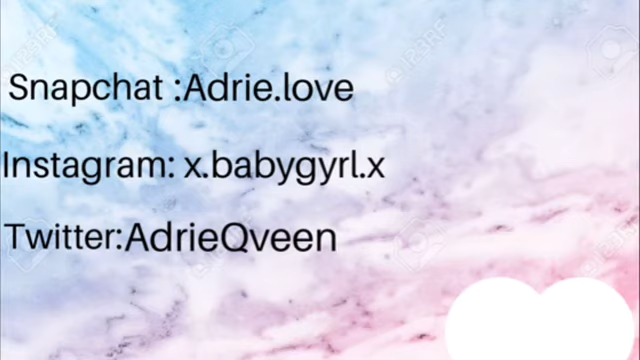 Snapchat :Adrie.love
Instagram: x.babygyrl.x
Twitter:AdrieQveen